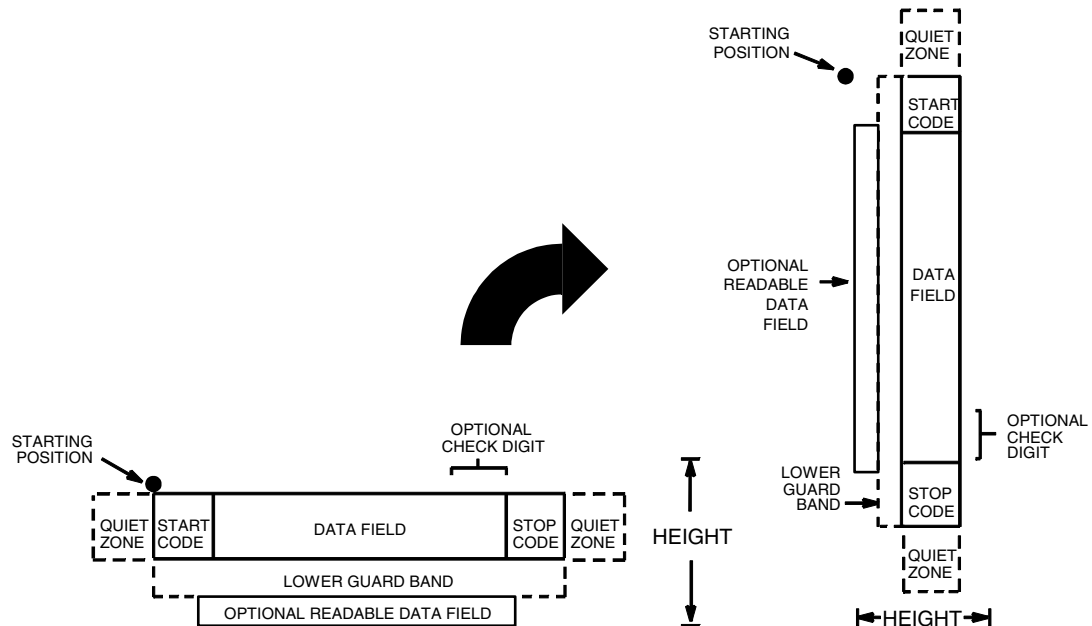 STARTING
POSITION
QUIET
ZONE
START
CODE
OPTIONAL
READABLE
DATA
FIELD
DATA
FIELD
OPTIONAL
CHECK
DIGIT
LOWER
GUARD
BAND
STOP
CODE
QUIET
ZONE
HEIGHT
STARTING
POSITION
OPTIONAL
CHECK DIGIT
QUIET
ZONE
START
CODE
DATA FIELD
STOP
CODE
QUIET
ZONE
LOWER GUARD BAND
OPTIONAL READABLE DATA FIELD
HEIGHT